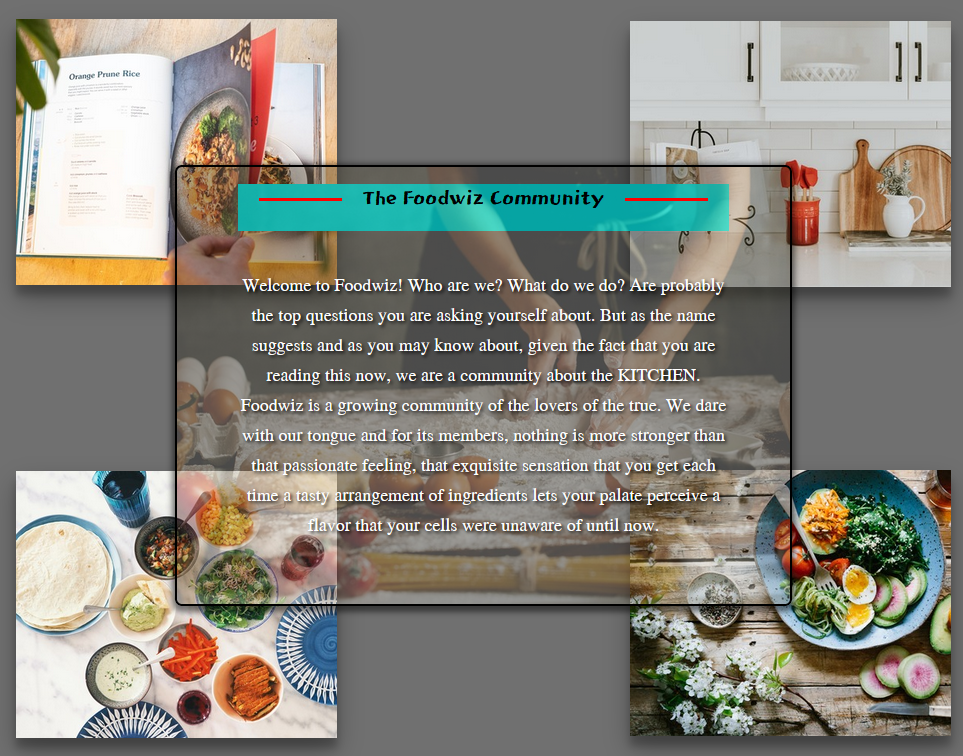 Orange Prune Rice
The Foodwiz Community
Welcome to Foodwiz! Who are we? What do we do? Are probably
the top questions you are asking yourself about. But as the name
suggests and as you may know about, given the fact that you are
reading this now, we are a community about the KITCHEN.
Foodwiz is a growing community of the lovers of the true. We dare
with our tongue and for its members, nothing is more stronger than
that passionate feeling, that exquisite sensation that you get each
time a tasty arrangement of ingredients lets your palate perceive a
flavor that your cells were unaware of until now.